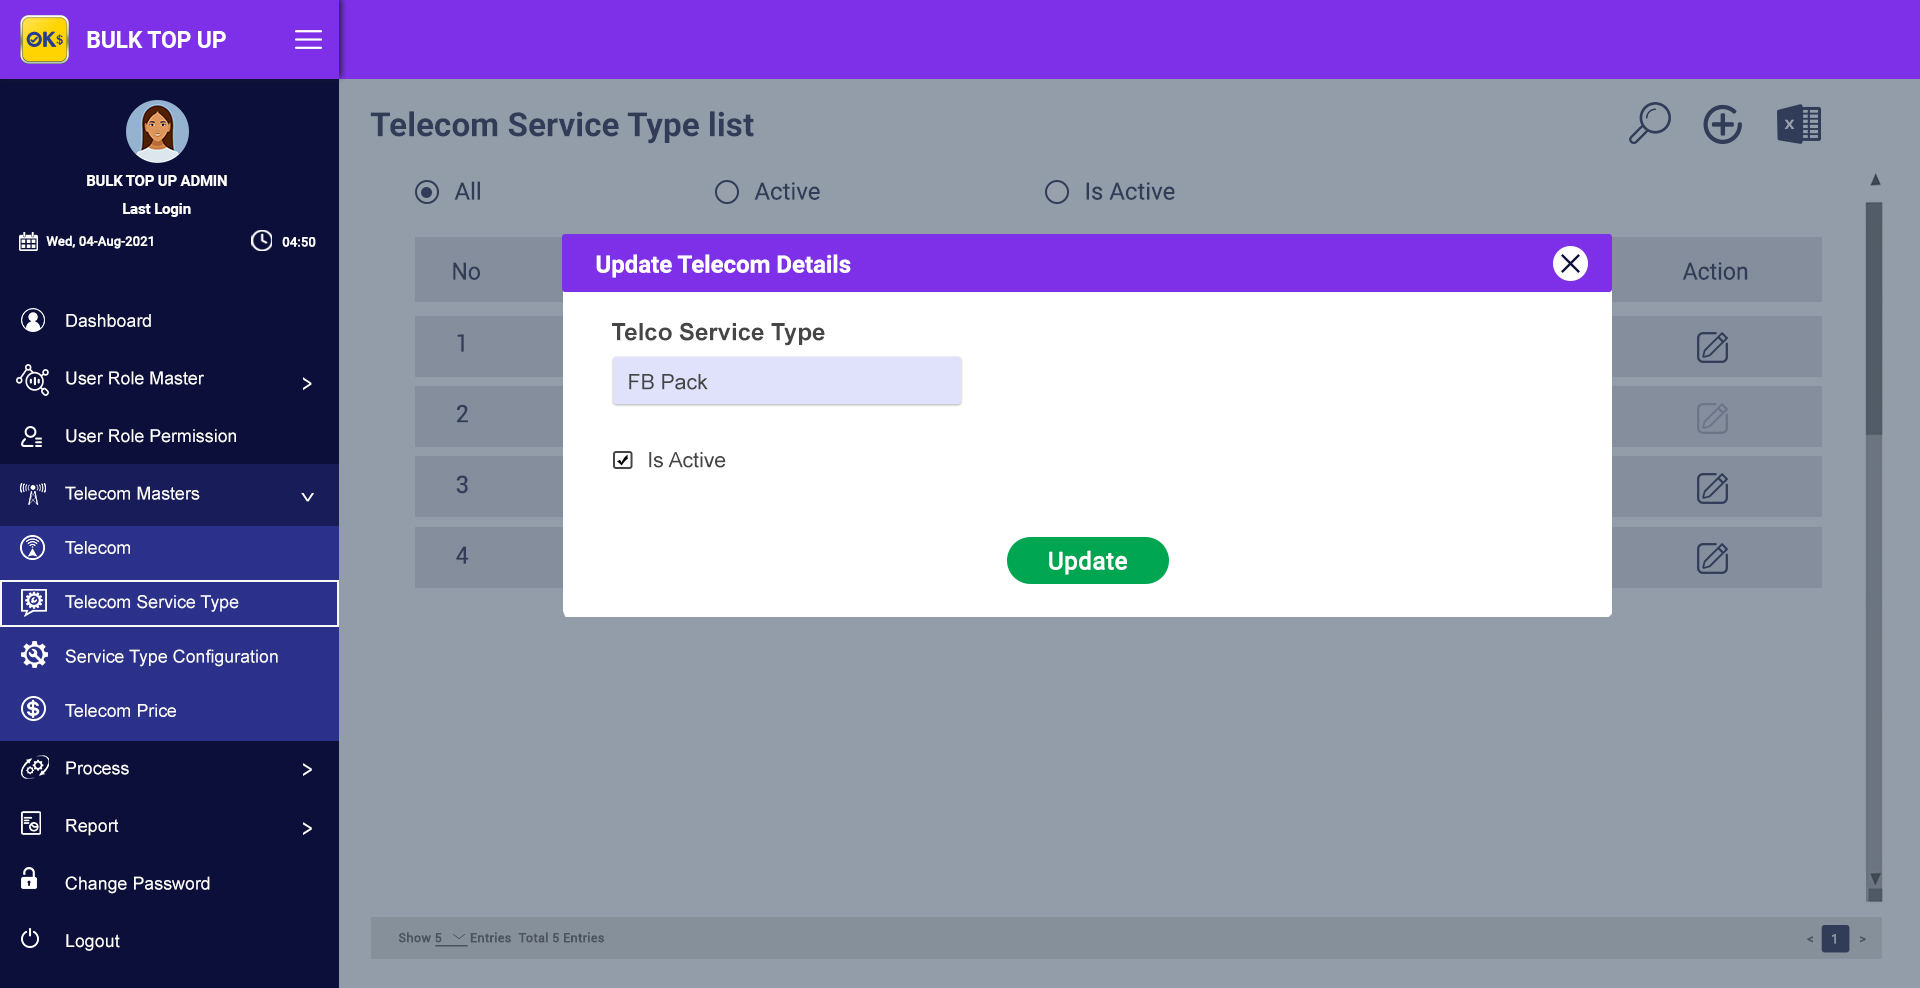 OK$ BULK TOP UP
BULK TOP UP ADMIN
Last Login
Wed, 04-Aug-2021 04:50
Dashboard
User Role Master >
User Role Permission
Telecom Masters
Telecom
Telecom Service Type
Service Type Configuration
Telecom Price
Process >
Report >
Change Password
Logout
Telecom Service Type list
X
All Active Is Active
No Action
1
2
3
4
Update Telecom Details
Telco Service Type
FB Pack
Is Active
Update
Show 5 Entries Total 5 Entries
< 1 >